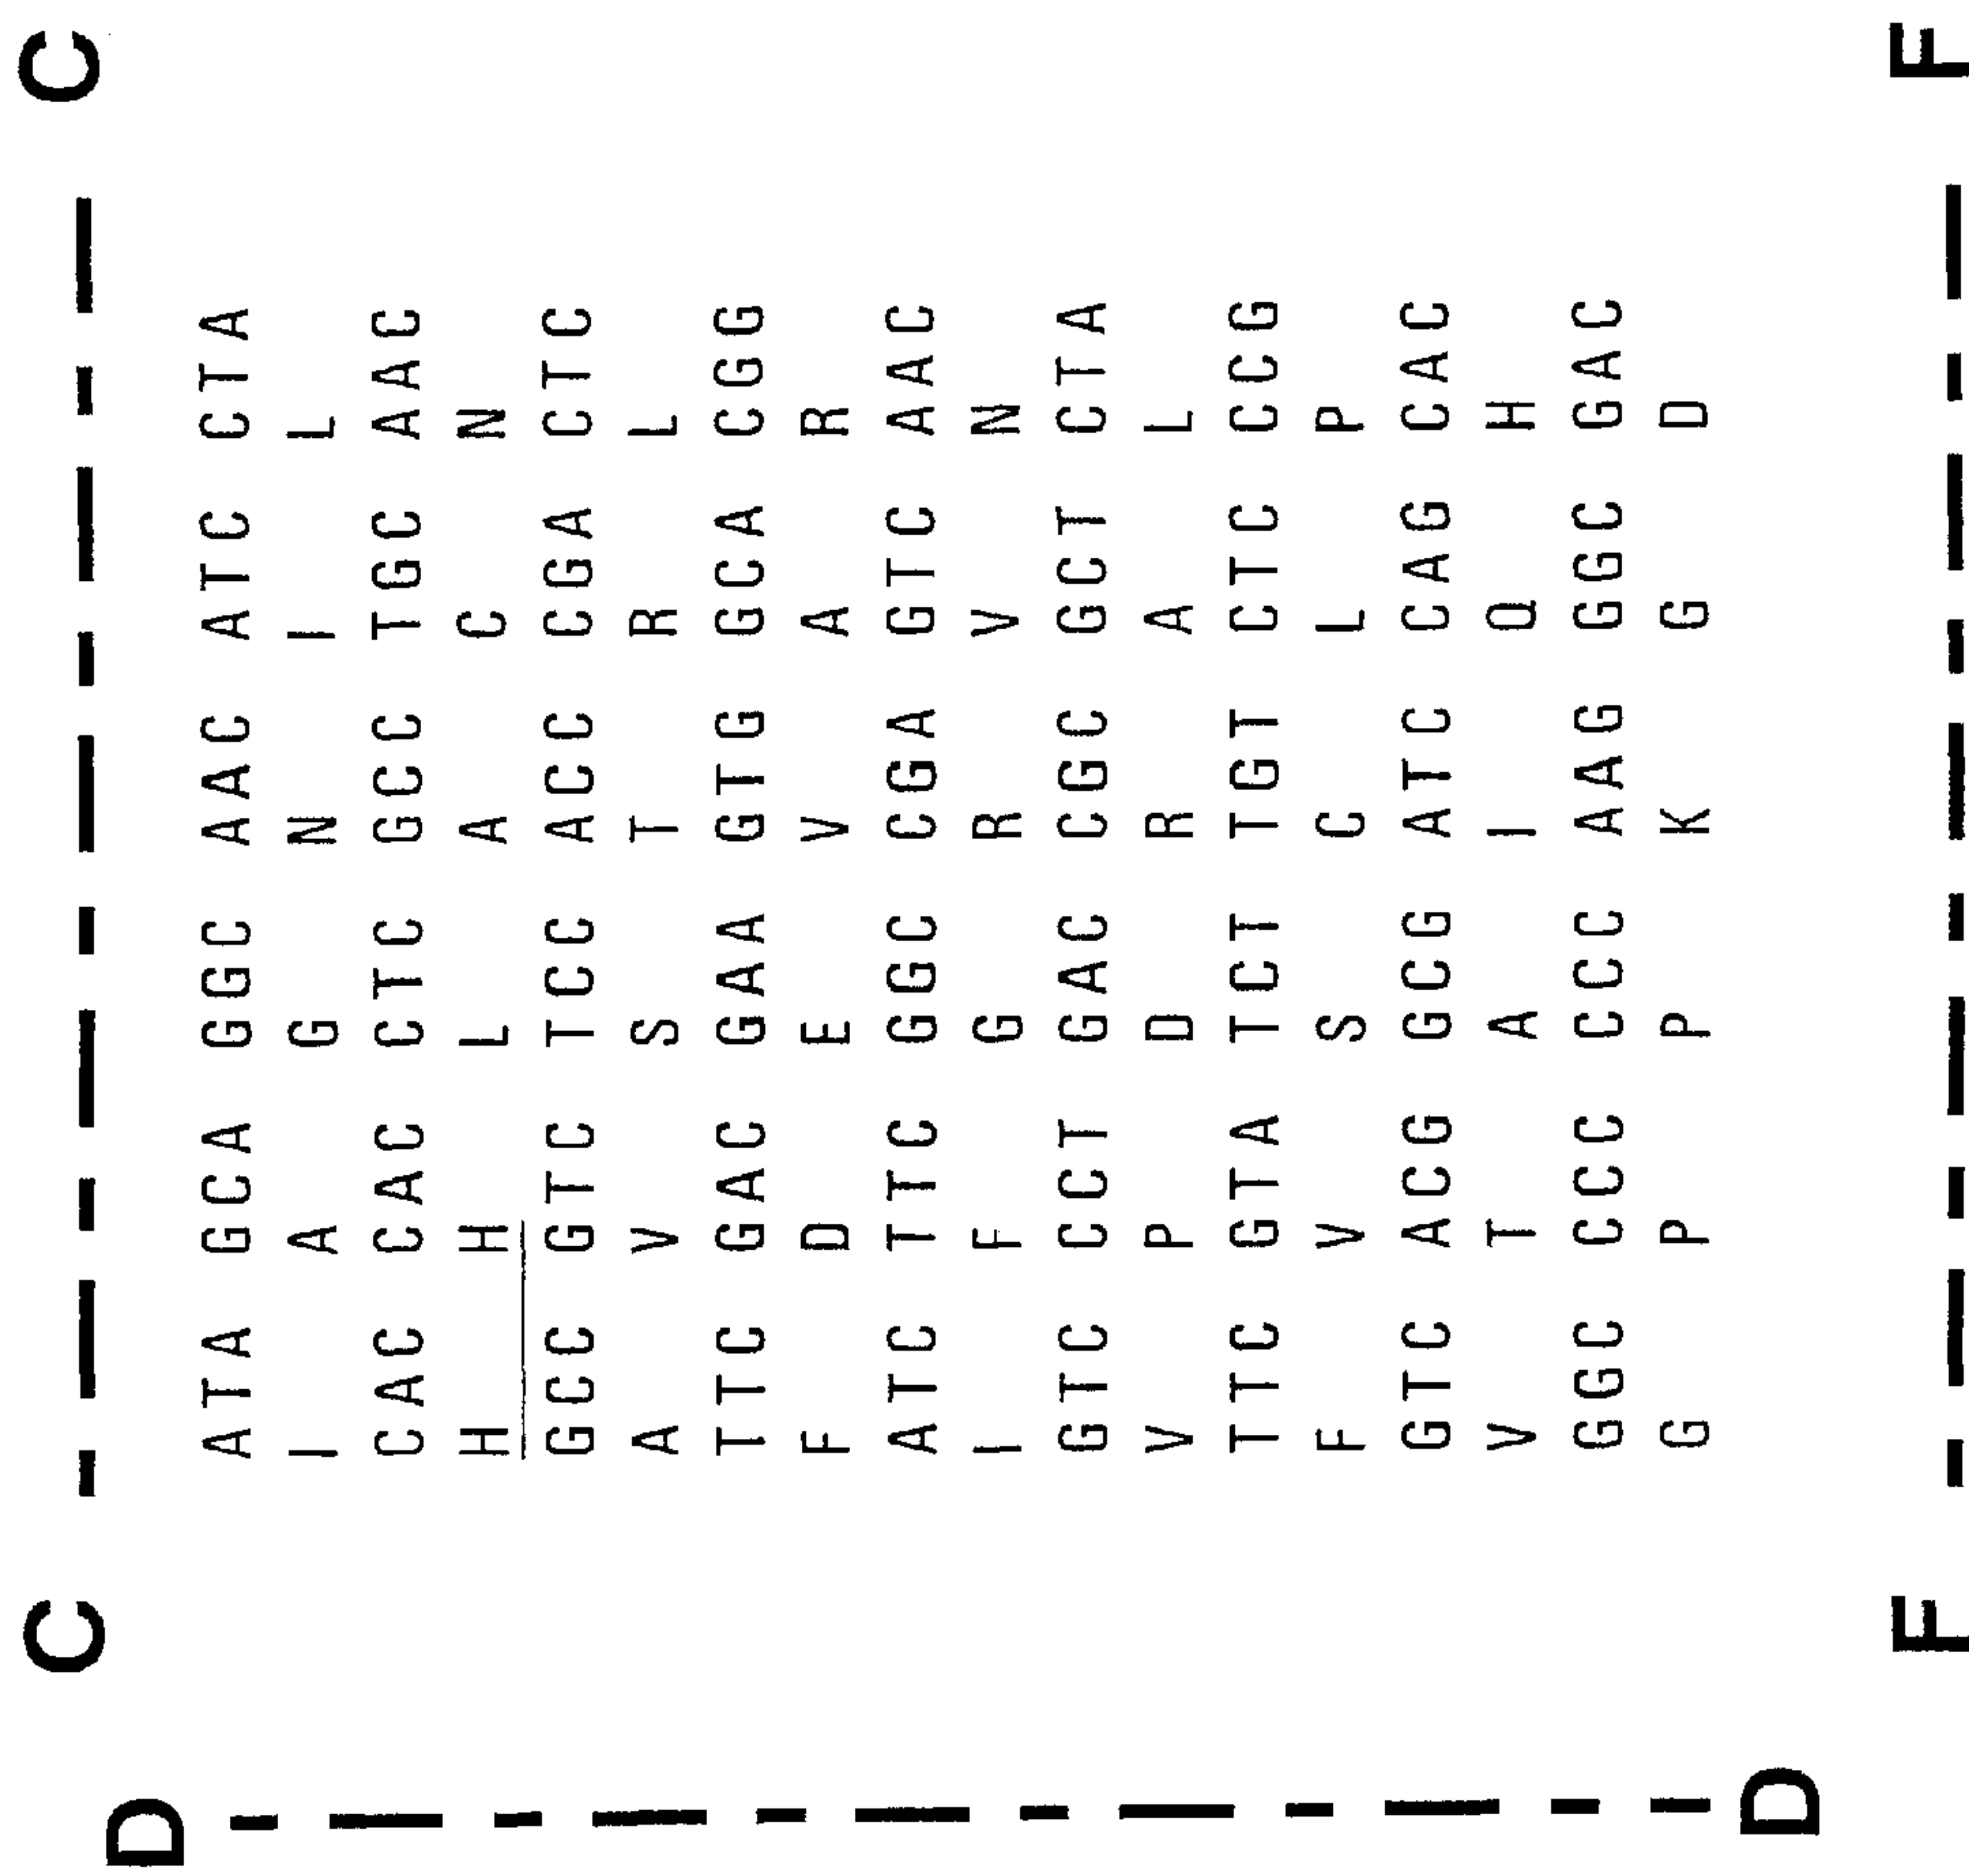 C C
D
ATA GCA GGC AAC ATC CTA
I A G N I L
CAC CAC CTC GCC TGC AAC
H H L A C N
GCC GTC TCC ACC CGA CTC
A V S T R L
TTC GAC GAA GTG GCA CGG
F D E V A R
ATC TTC GGC CGA GTC AAC
I F G R V N
GTC CCT GAC CGC GCT CTA
V P D R A L
TTC GTA TCT TGT CTC CCG
F V S C L P
GTC ACG GCG ATC CAG CAC
V T A I Q H
GGC CCC CCC AAG GGC GAC
G P P K G D
D
F F